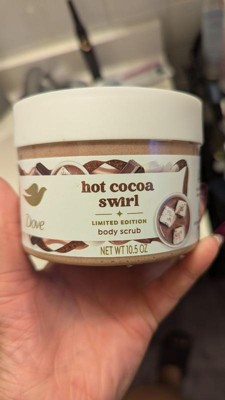 hot cocoa
swirl
LIMITED EDITION
body scrub
Dove
NET WT 10.5 OZ